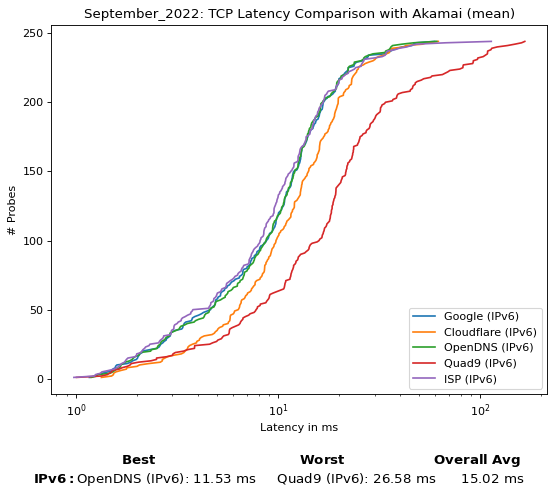 September_2022: TCP Latency Comparison with Akamai (mean)
250
200
150
100
50
0
# Probes
10⁰
10¹
10²
Latency in ms
Google (IPv6)
Cloudflare (IPv6)
OpenDNS (IPv6)
Quad9 (IPv6)
ISP (IPv6)
Best Worst Overall Avg
IPv6: OpenDNS (IPv6): 11.53 ms Quad9 (IPv6): 26.58 ms 15.02 ms